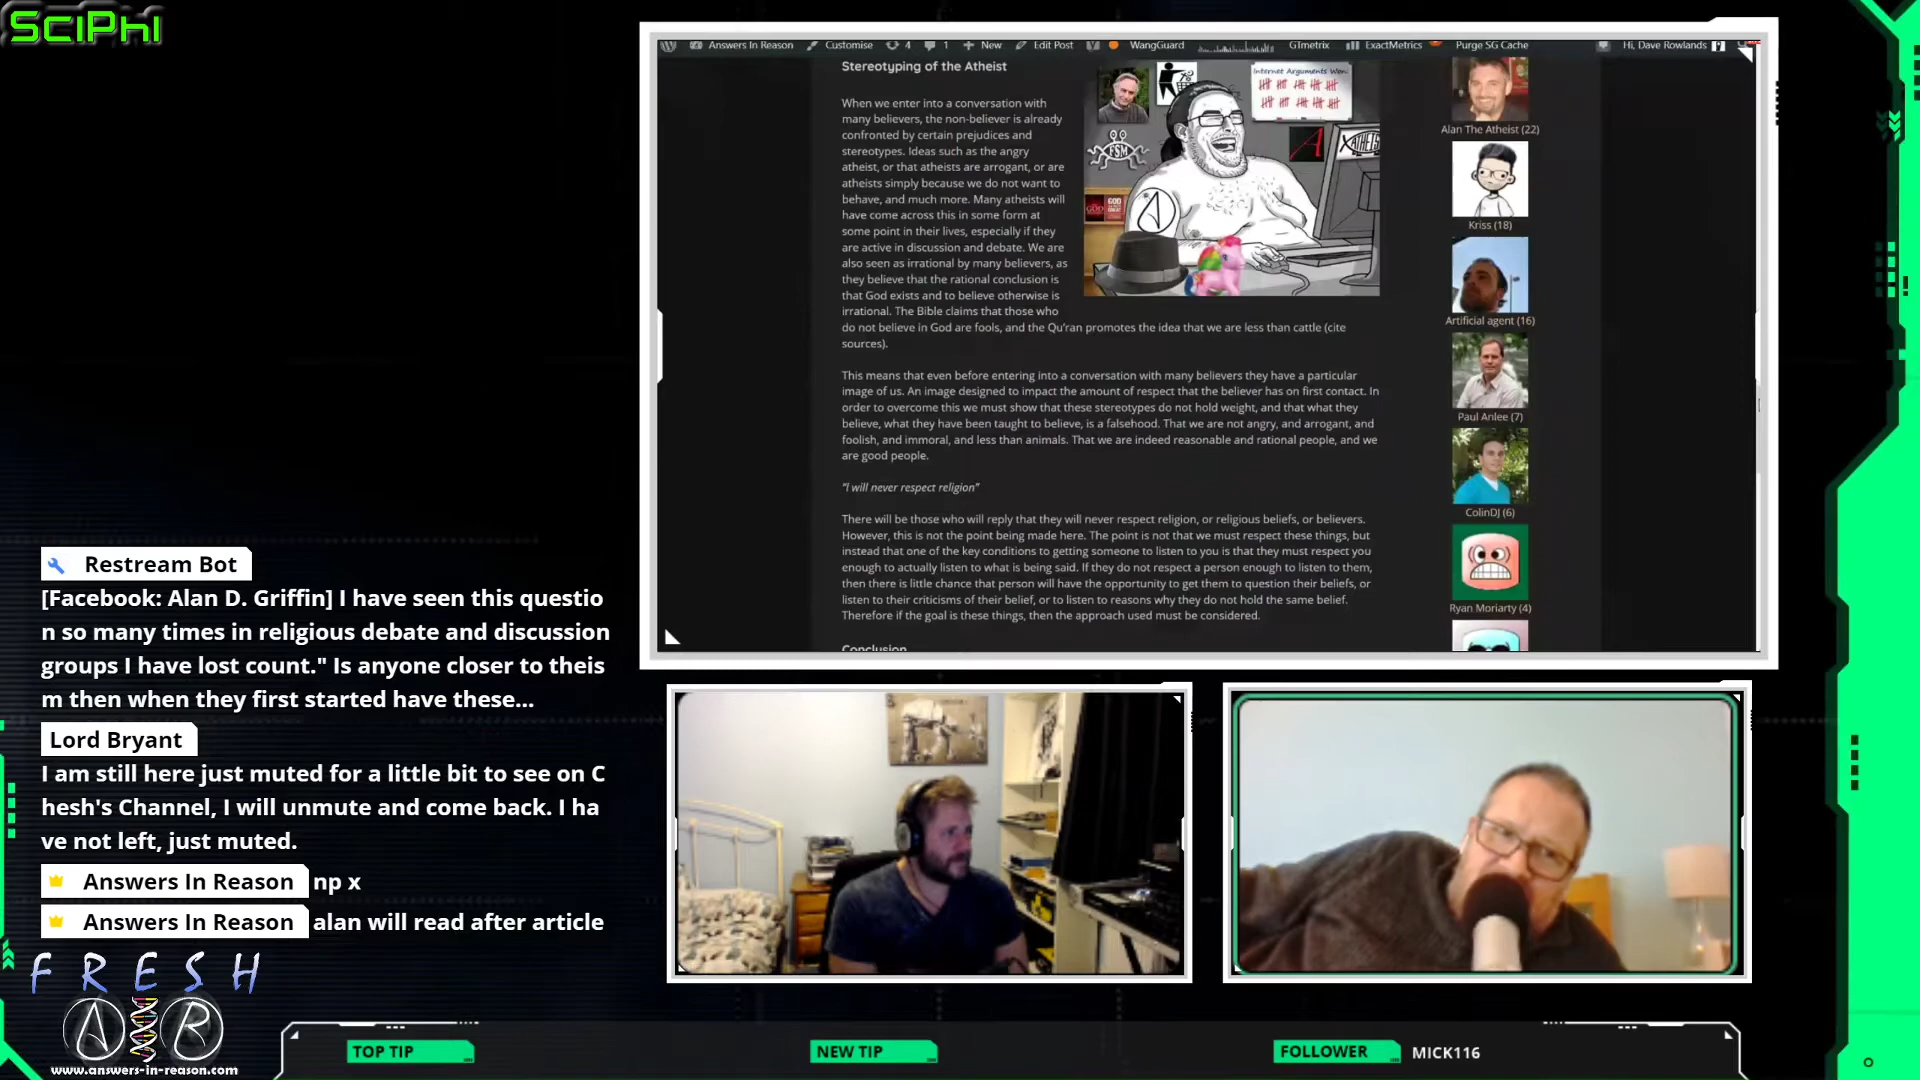 SCIPHI
Answers In Reason
Customise
4
1
New
Edit Post
WangGuard
GTmetrix
ExactMetrics
Purge SG Cache
Hi, Dave Rowlands
Stereotyping of the Atheist
When we enter into a conversation with
many believers, the non-believer is already
confronted by certain prejudices and
stereotypes. Ideas such as the angry
atheist, or that atheists are arrogant, or are
atheists simply because we do not want to
behave, and much more. Many atheists will
have come across this in some form at
some point in their lives, especially if they
are active in discussion and debate. We are
also seen as irrational by many believers, as
they believe that the rational conclusion is
that God exists and to believe otherwise is
irrational. The Bible claims that those who
do not believe in God are fools, and the Qu'ran promotes the idea that we are less than cattle (cite
sources).
Internet Arguments Won:
FSM
A
ATHEIST
This means that even before entering into a conversation with many believers they have a particular
image of us. An image designed to impact the amount of respect that the believer has on first contact. In
order to overcome this we must show that these stereotypes do not hold weight, and that what they
believe, what they have been taught to believe, is a falsehood. That we are not angry, and arrogant, and
foolish, and immoral, and less than animals. That we are indeed reasonable and rational people, and we
are good people.
"I will never respect religion"
There will be those who will reply that they will never respect religion, or religious beliefs, or believers.
However, this is not the point being made here. The point is not that we must respect these things, but
instead that one of the key conditions to getting someone to listen to you is that they must respect you
enough to actually listen to what is being said. If they do not respect a person enough to listen to them,
then there is little chance that person will have the opportunity to get them to question their beliefs, or
listen to their criticisms of their belief, or to listen to reasons why they do not hold the same belief.
Therefore if the goal is these things, then the approach used must be considered.
Conclusion
Alan The Atheist (22)
Kriss (18)
Artificial agent (16)
Paul Anlee (7)
ColinDJ (6)
Ryan Moriarty (4)
Restream Bot
[Facebook: Alan D. Griffin] I have seen this questio
n so many times in religious debate and discussion
groups I have lost count." Is anyone closer to theis
m then when they first started have these...
Lord Bryant
I am still here just muted for a little bit to see on C
hesh's Channel, I will unmute and come back. I ha
ve not left, just muted.
Answers In Reason np x
Answers In Reason alan will read after article
FRESH
A R
www.answers-in-reason.com
TOP TIP
NEW TIP
FOLLOWER MICK116